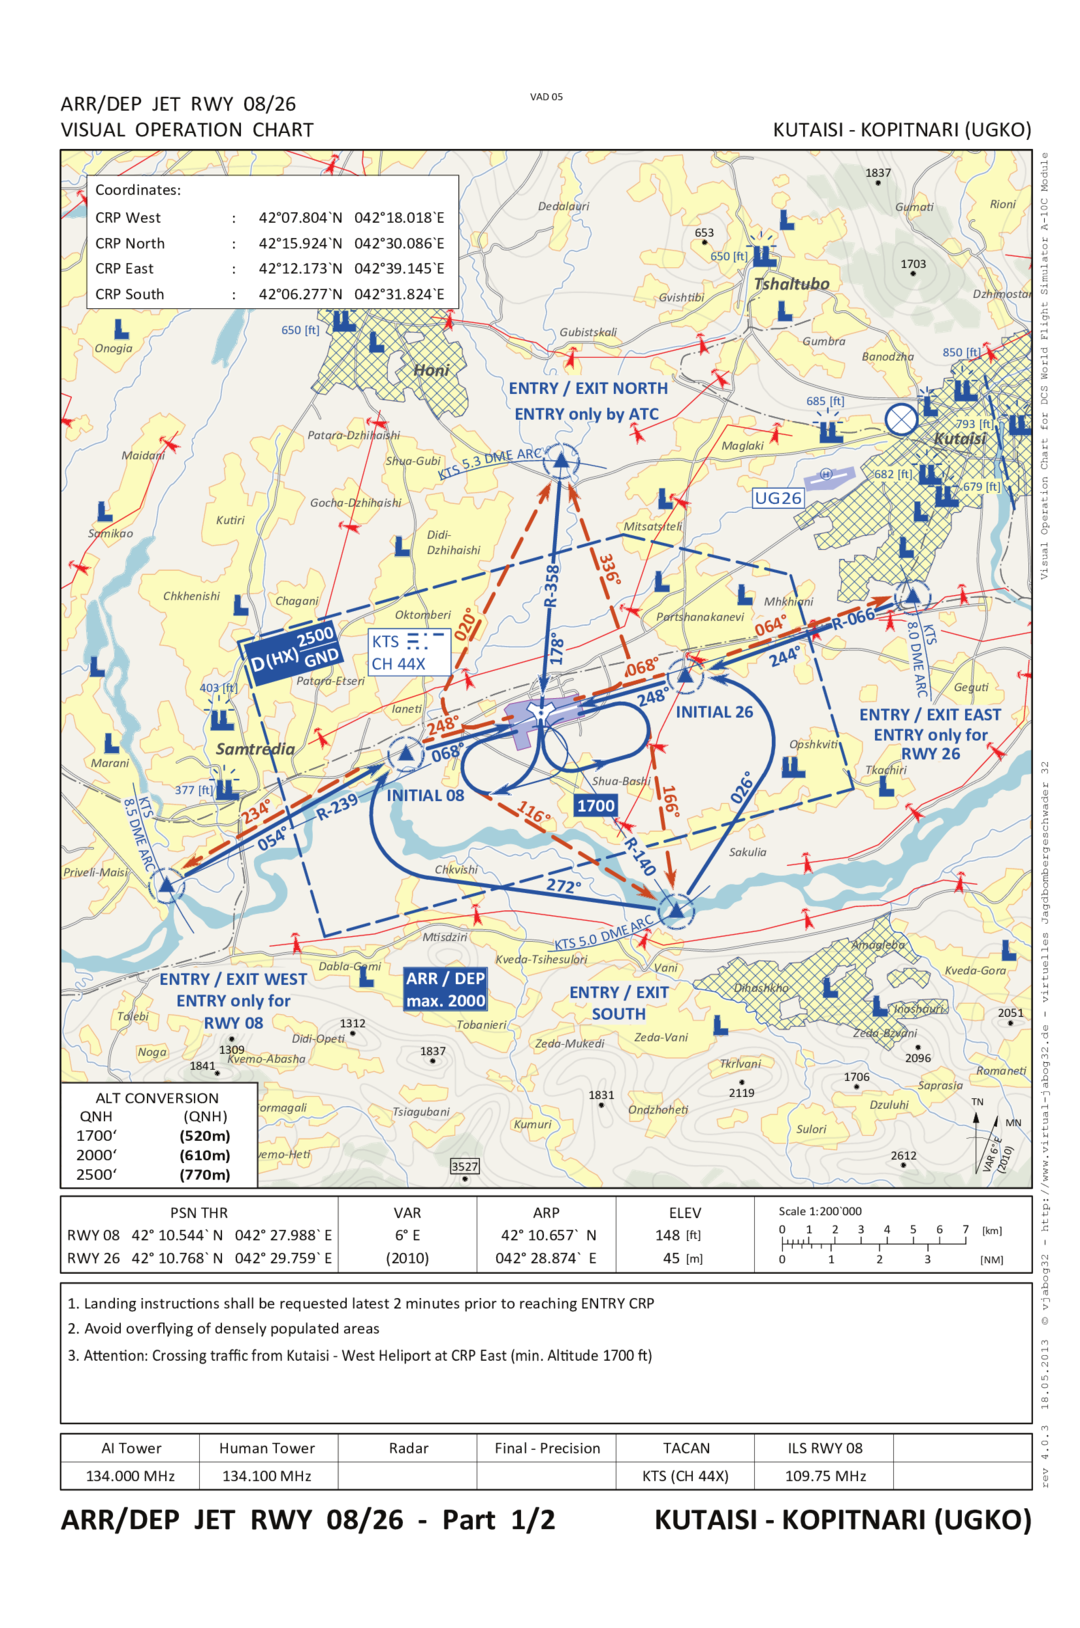 VAD 05
ARR/DEP JET RWY 08/26
VISUAL OPERATION CHART
KUTAISI - KOPITNARI (UGKO)
Coordinates:
CRP West : 42°07.804`N 042°18.018`E
CRP North : 42°15.924`N 042°30.086`E
CRP East : 42°12.173`N 042°39.145`E
CRP South : 42°06.277`N 042°31.824`E
Dedalauri
1837
Gumati
Rioni
653
650 [ft]
Tshaltubo
1703
Dzhimostar
Gvishtibi
650 [ft]
Onogia
Honi
Gubistskali
Gumbra
Banodzha
850 [ft]
ENTRY / EXIT NORTH
ENTRY only by ATC
685 [ft]
793 [ft]
Kutaisi
Maidani
Patara-Dzhihaishi
Shua-Gubi
KTS 5.3 DME ARC
Maglaki
682 [ft]
679 [ft]
UG26
Gocha-Dzhihaishi
Kutiri
Samikao
Didi-
Dzhihaishi
Mitsatsiteli
336°
R-358
Chkhenishi
Chagani
Oktomberi
020°
178°
Partshanakanevi
Mhkhiani
064°
R-066
244°
KTS
8.0 DME ARC
D(HX) 2500
GND
KTS
CH 44X
Patara-Etseri
068°
248°
Geguti
403 [ft]
Ianeti
248°
068°
INITIAL 26
ENTRY / EXIT EAST
ENTRY only for
RWY 26
Samtredia
Marani
Opshkviti
Tkachiri
377 [ft]
INITIAL 08
Shua-Bashi
026°
1700
166°
116°
234°
054°
R-239
KTS
8.5 DME ARC
R-140
Sakulia
Priveli-Maisi
Chkvishi
272°
KTS 5.0 DME ARC
Mtisdziri
Amagleba
Dabla-Gomi
Kveda-Tsihesulori
Vani
Dihashkho
Kveda-Gora
ENTRY / EXIT WEST
ENTRY only for
RWY 08
ARR / DEP
max. 2000
ENTRY / EXIT
SOUTH
Inashauri
Tolebi
1312
Didi-Opeti
Tobanieri
Zeda-Mukedi
Zeda-Vani
Zeda-Bzvani
2051
Noga
1309
Kvemo-Abasha
1841
1837
2096
Tkrlvani
Romaneti
2119
1706
Saprasia
1831
Ondzhoheti
Dzuluhi
ormagali
Tsiagubani
Kumuri
Sulori
vemo-Heti
3527
2612
TN
MN
VAR 6° E
(2010)
ALT CONVERSION
QNH (QNH)
1700‘ (520m)
2000‘ (610m)
2500‘ (770m)
PSN THR
RWY 08 42° 10.544` N 042° 27.988` E
RWY 26 42° 10.768` N 042° 29.759` E
VAR
6° E
(2010)
ARP
42° 10.657` N
042° 28.874` E
ELEV
148 [ft]
45 [m]
Scale 1:200`000
0 1 2 3 4 5 6 7 [km]
0 1 2 3 [NM]
1. Landing instructions shall be requested latest 2 minutes prior to reaching ENTRY CRP
2. Avoid overflying of densely populated areas
3. Attention: Crossing traffic from Kutaisi - West Heliport at CRP East (min. Altitude 1700 ft)
AI Tower Human Tower Radar Final - Precision TACAN ILS RWY 08
134.000 MHz 134.100 MHz KTS (CH 44X) 109.75 MHz
ARR/DEP JET RWY 08/26 - Part 1/2
KUTAISI - KOPITNARI (UGKO)
rev 4.0.3 18.05.2013 © vjabog32 - http://www.virtual-jabog32.de - virtuelles Jagdbombergeschwader 32
Visual Operation Chart for DCS World Flight Simulator A-10C Module